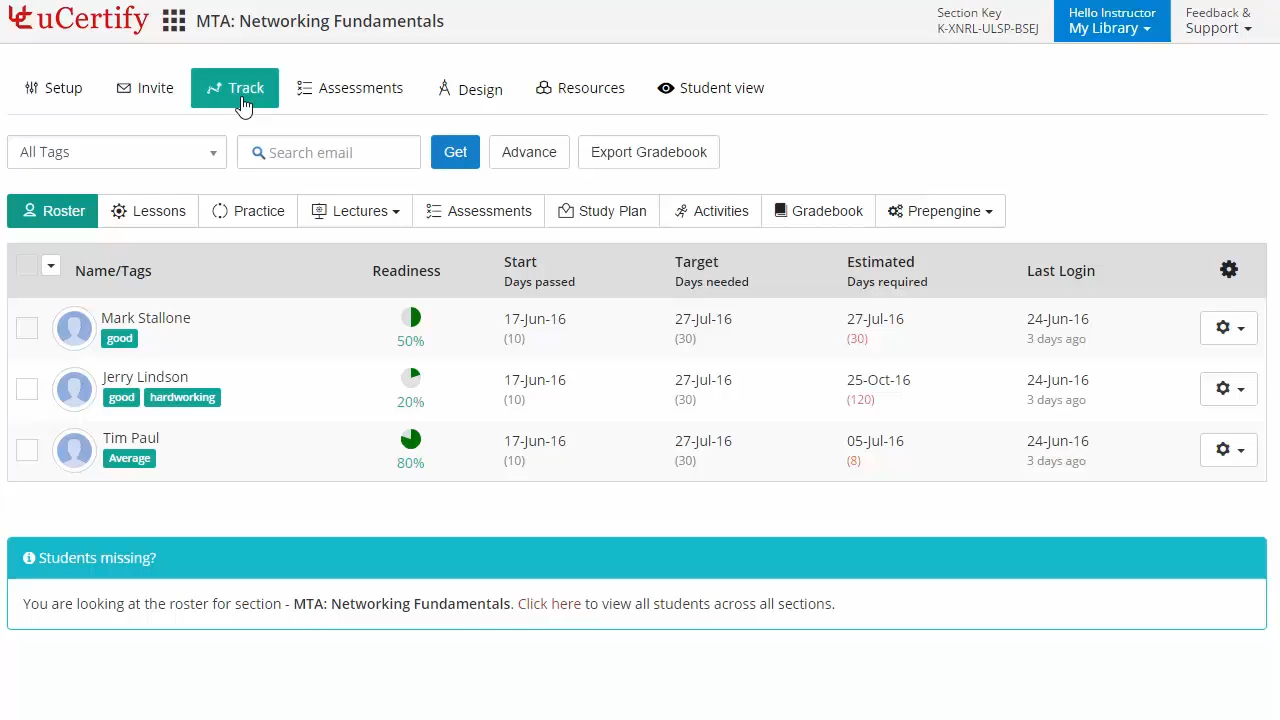 uCertify MTA: Networking Fundamentals
Section Key
K-XNRL-ULSP-BSEJ
Hello Instructor
My Library
Feedback &
Support
Setup Invite Track Assessments Design Resources Student view
All Tags Search email Get Advance Export Gradebook
Roster Lessons Practice Lectures Assessments Study Plan Activities Gradebook Prepengine
Name/Tags Readiness Start Target Estimated Last Login
Days passed Days needed Days required
Mark Stallone 17-Jun-16 27-Jul-16 27-Jul-16 24-Jun-16
good 50% (10) (30) (30) 3 days ago
Jerry Lindson 17-Jun-16 27-Jul-16 25-Oct-16 24-Jun-16
good hardworking 20% (10) (30) (120) 3 days ago
Tim Paul 17-Jun-16 27-Jul-16 05-Jul-16 24-Jun-16
Average 80% (10) (30) (8) 3 days ago
Students missing?
You are looking at the roster for section - MTA: Networking Fundamentals. Click here to view all students across all sections.